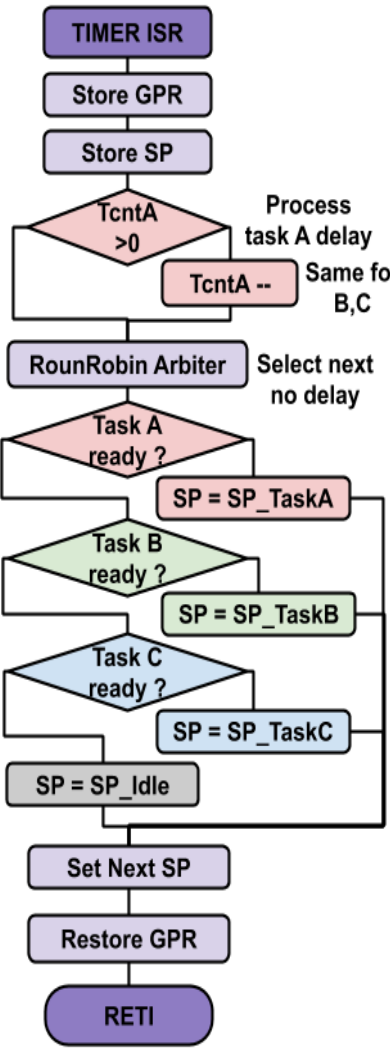 TIMER ISR
Store GPR
Store SP
TcntA
>0
Process
task A delay
TcntA --
Same fo
B,C
RounRobin Arbiter
Select next
no delay
Task A
ready ?
SP = SP_TaskA
Task B
ready ?
SP = SP_TaskB
Task C
ready ?
SP = SP_TaskC
SP = SP_Idle
Set Next SP
Restore GPR
RETI